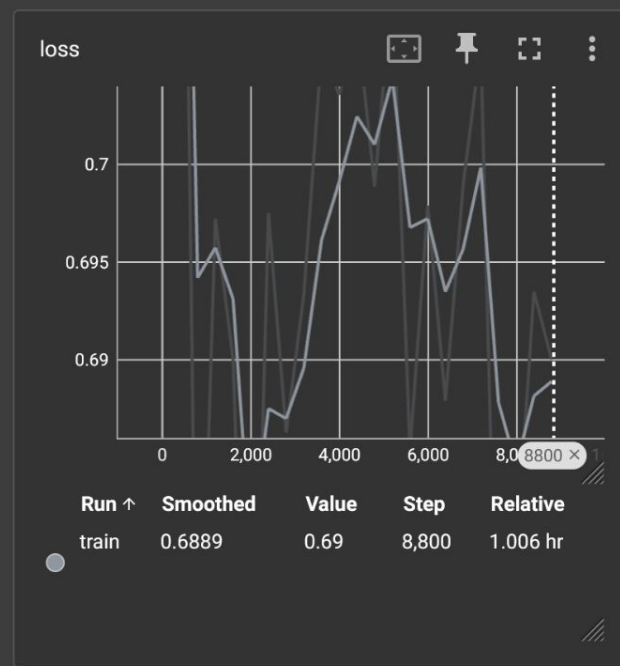 loss
0.7
0.695
0.69
0 2,000 4,000 6,000 8,0 8800 × 1
Run ↑ Smoothed Value Step Relative
train 0.6889 0.69 8,800 1.006 hr